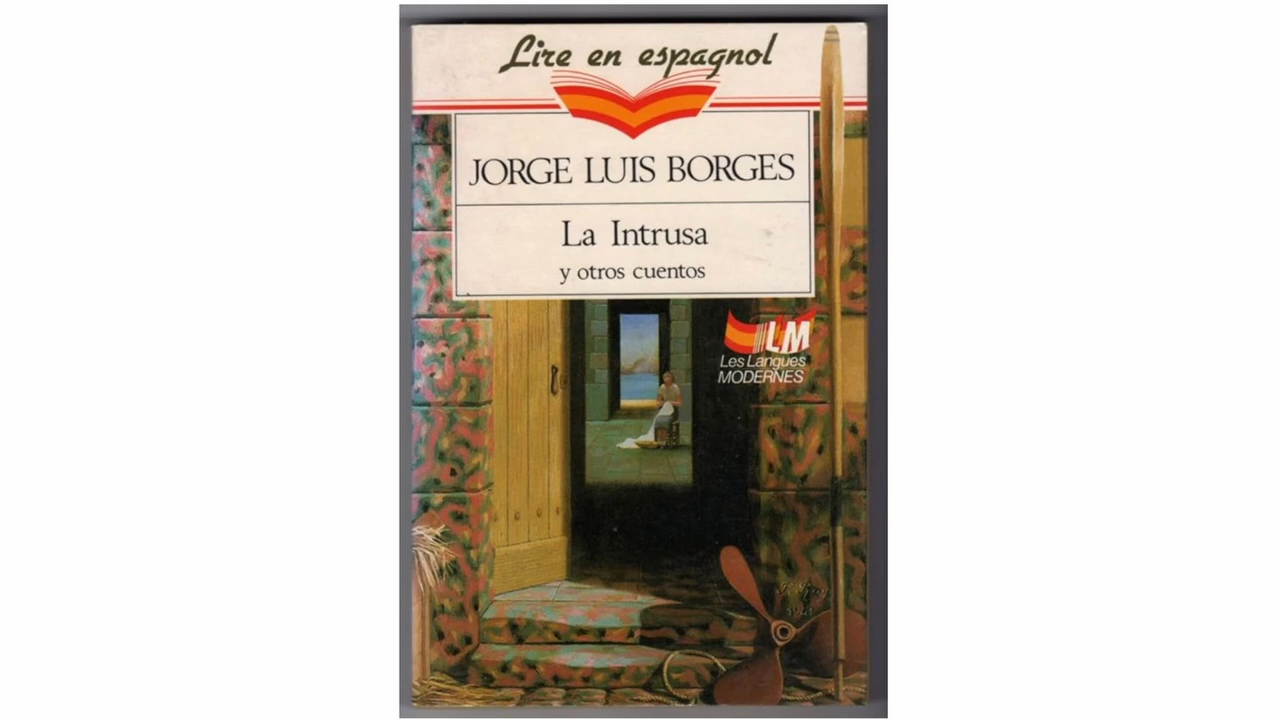 Lire en espagnol
JORGE LUIS BORGES
La Intrusa
y otros cuentos
LM
Les Langues
MODERNES